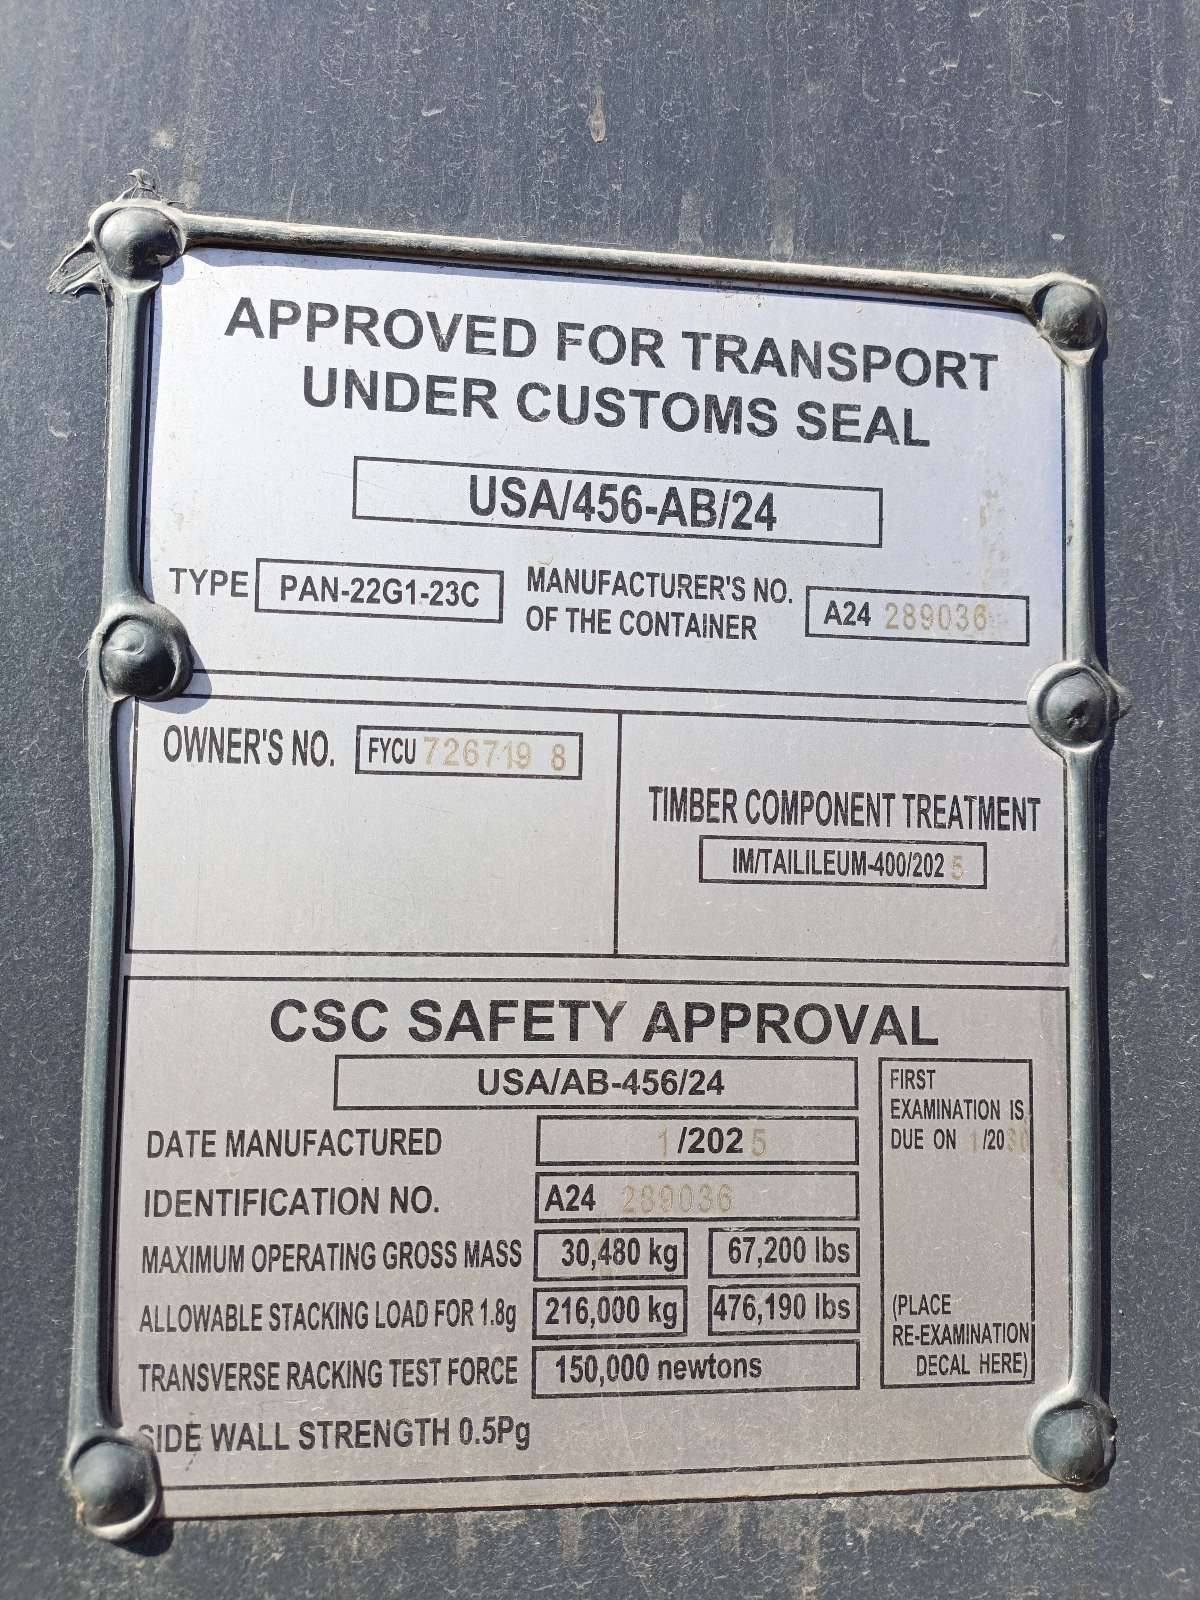 APPROVED FOR TRANSPORT
UNDER CUSTOMS SEAL
USA/456-AB/24
TYPE PAN-22G1-23C
MANUFACTURER'S NO.
OF THE CONTAINER
A24 289036
OWNER'S NO. FYCU 726719 8
TIMBER COMPONENT TREATMENT
IM/TAILILEUM-400/2025
CSC SAFETY APPROVAL
USA/AB-456/24
DATE MANUFACTURED 1/2025
IDENTIFICATION NO. A24 289036
MAXIMUM OPERATING GROSS MASS 30,480 kg 67,200 lbs
ALLOWABLE STACKING LOAD FOR 1.8g 216,000 kg 476,190 lbs
TRANSVERSE RACKING TEST FORCE 150,000 newtons
SIDE WALL STRENGTH 0.5Pg
FIRST
EXAMINATION IS
DUE ON 1/2030
(PLACE
RE-EXAMINATION
DECAL HERE)